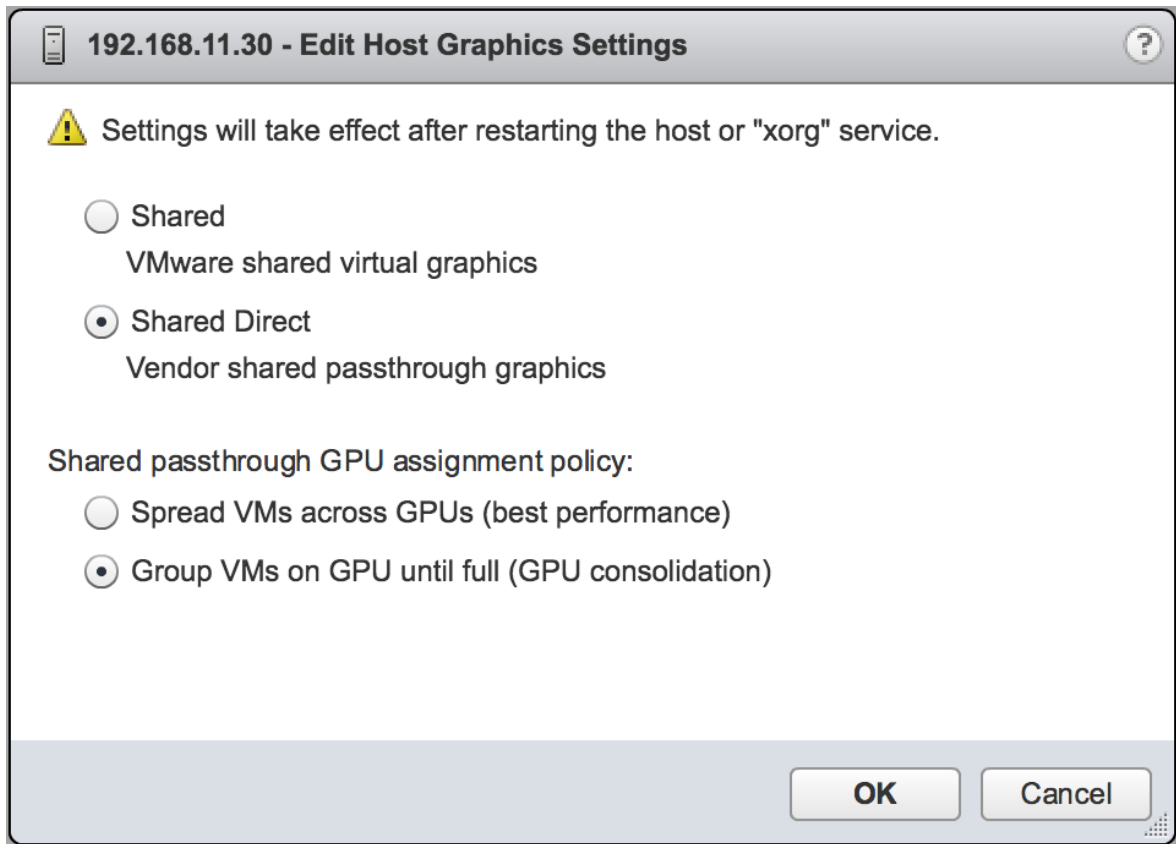 192.168.11.30 - Edit Host Graphics Settings
?
Settings will take effect after restarting the host or "xorg" service.
Shared
VMware shared virtual graphics
Shared Direct
Vendor shared passthrough graphics
Shared passthrough GPU assignment policy:
Spread VMs across GPUs (best performance)
Group VMs on GPU until full (GPU consolidation)
OK
Cancel